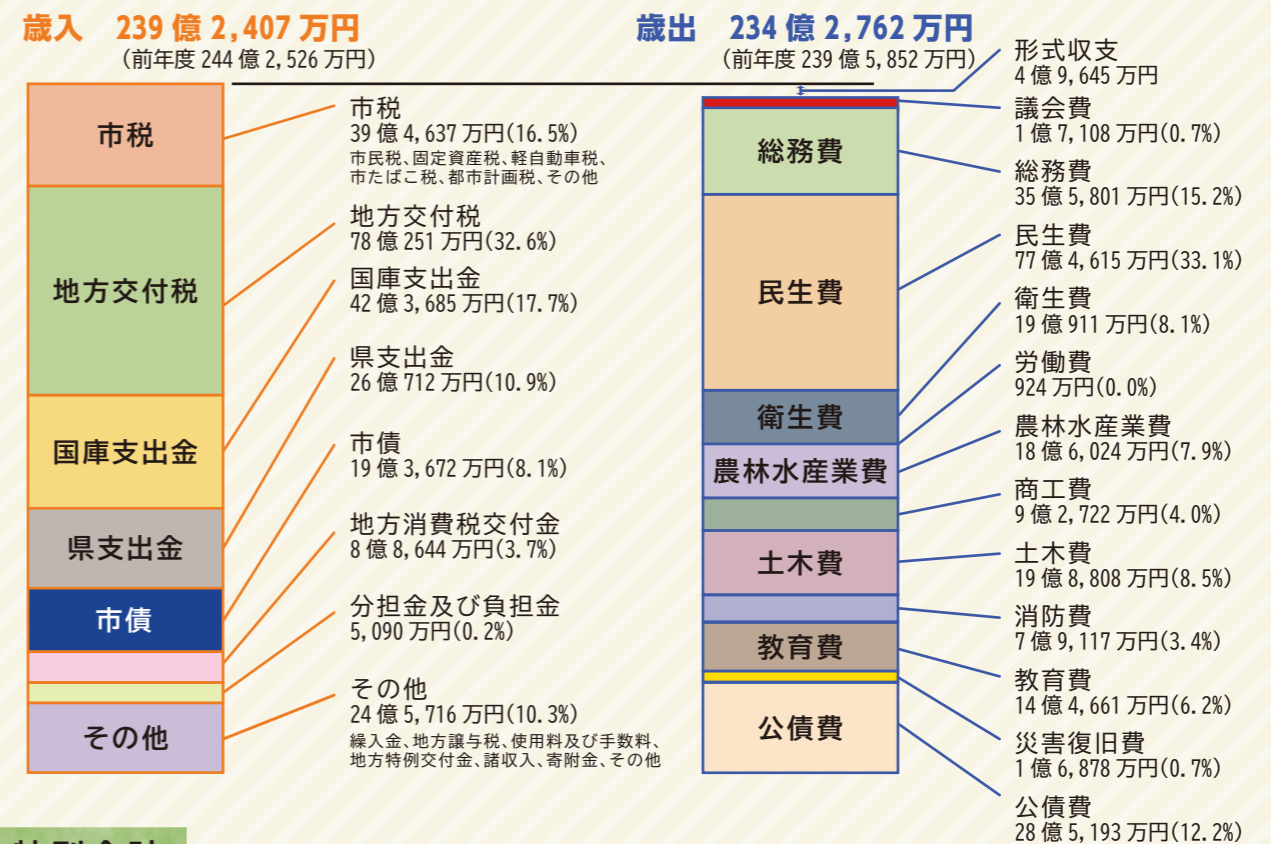 歳入 239億2,407万円
(前年度244億2,526万円)
市税
地方交付税
国庫支出金
県支出金
市債
その他
市税
39億4,637万円(16.5%)
市民税、固定資産税、軽自動車税、
市たばこ税、都市計画税、その他
地方交付税
78億251万円(32.6%)
国庫支出金
42億3,685万円(17.7%)
県支出金
26億712万円(10.9%)
市債
19億3,672万円(8.1%)
地方消費税交付金
8億8,644万円(3.7%)
分担金及び負担金
5,090万円(0.2%)
その他
24億5,716万円(10.3%)
繰入金、地方譲与税、使用料及び手数料、
地方特例交付金、諸収入、寄附金、その他
歳出 234億2,762万円
(前年度239億5,852万円)
総務費
民生費
衛生費
農林水産業費
土木費
教育費
公債費
形式収支
4億9,645万円
議会費
1億7,108万円(0.7%)
総務費
35億5,801万円(15.2%)
民生費
77億4,615万円(33.1%)
衛生費
19億911万円(8.1%)
労働費
924万円(0.0%)
農林水産業費
18億6,024万円(7.9%)
商工費
9億2,722万円(4.0%)
土木費
19億8,808万円(8.5%)
消防費
7億9,117万円(3.4%)
教育費
14億4,661万円(6.2%)
災害復旧費
1億6,878万円(0.7%)
公債費
28億5,193万円(12.2%)